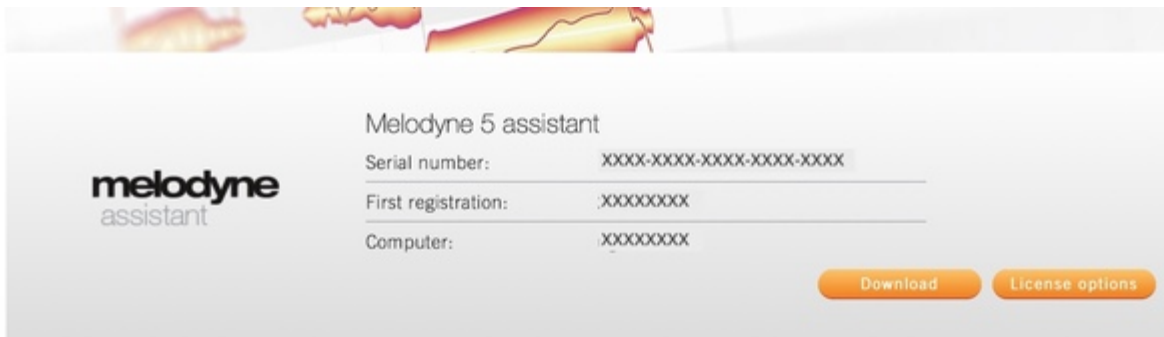 melodyne
assistant
Melodyne 5 assistant
Serial number: XXXX-XXXX-XXXX-XXXX-XXXX
First registration: XXXXXXXX
Computer: XXXXXXXX
Download License options